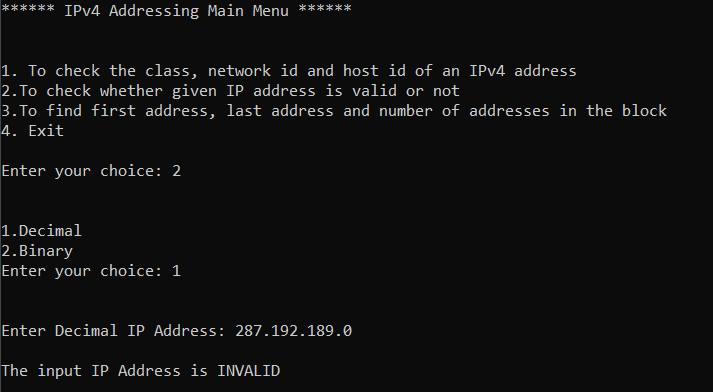 ****** IPv4 Addressing Main Menu ******
1. To check the class, network id and host id of an IPv4 address
2.To check whether given IP address is valid or not
3.To find first address, last address and number of addresses in the block
4. Exit
Enter your choice: 2
1.Decimal
2.Binary
Enter your choice: 1
Enter Decimal IP Address: 287.192.189.0
The input IP Address is INVALID